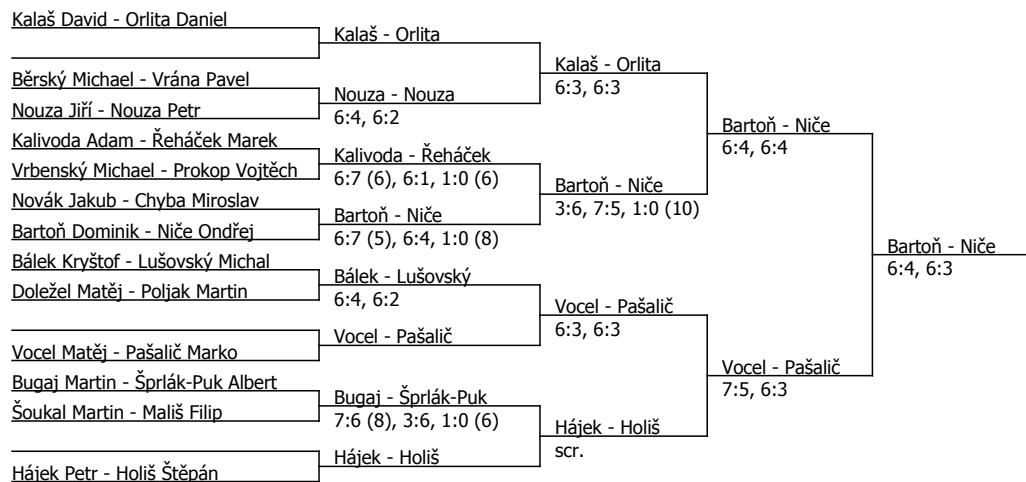 Kalaš David - Orlita Daniel
Běrský Michael - Vrána Pavel
Nouza Jiří - Nouza Petr
Kalivoda Adam - Řeháček Marek
Vrbenský Michael - Prokop Vojtěch
Novák Jakub - Chyba Miroslav
Bartoň Dominik - Niče Ondřej
Bálek Kryštof - Lušovský Michal
Doležel Matěj - Poljak Martin
Vocel Matěj - Pašalič Marko
Bugaj Martin - Šprlák-Puk Albert
Šoukal Martin - Mališ Filip
Hájek Petr - Holiš Štěpán
Kalaš - Orlita
Nouza - Nouza
6:4, 6:2
Kalivoda - Řeháček
6:7 (6), 6:1, 1:0 (6)
Bartoň - Niče
6:7 (5), 6:4, 1:0 (8)
Bálek - Lušovský
6:4, 6:2
Vocel - Pašalič
Bugaj - Šprlák-Puk
7:6 (8), 3:6, 1:0 (6)
Hájek - Holiš
Kalaš - Orlita
6:3, 6:3
Bartoň - Niče
3:6, 7:5, 1:0 (10)
Vocel - Pašalič
6:3, 6:3
Hájek - Holiš
scr.
Bartoň - Niče
6:4, 6:4
Vocel - Pašalič
7:5, 6:3
Bartoň - Niče
6:4, 6:3